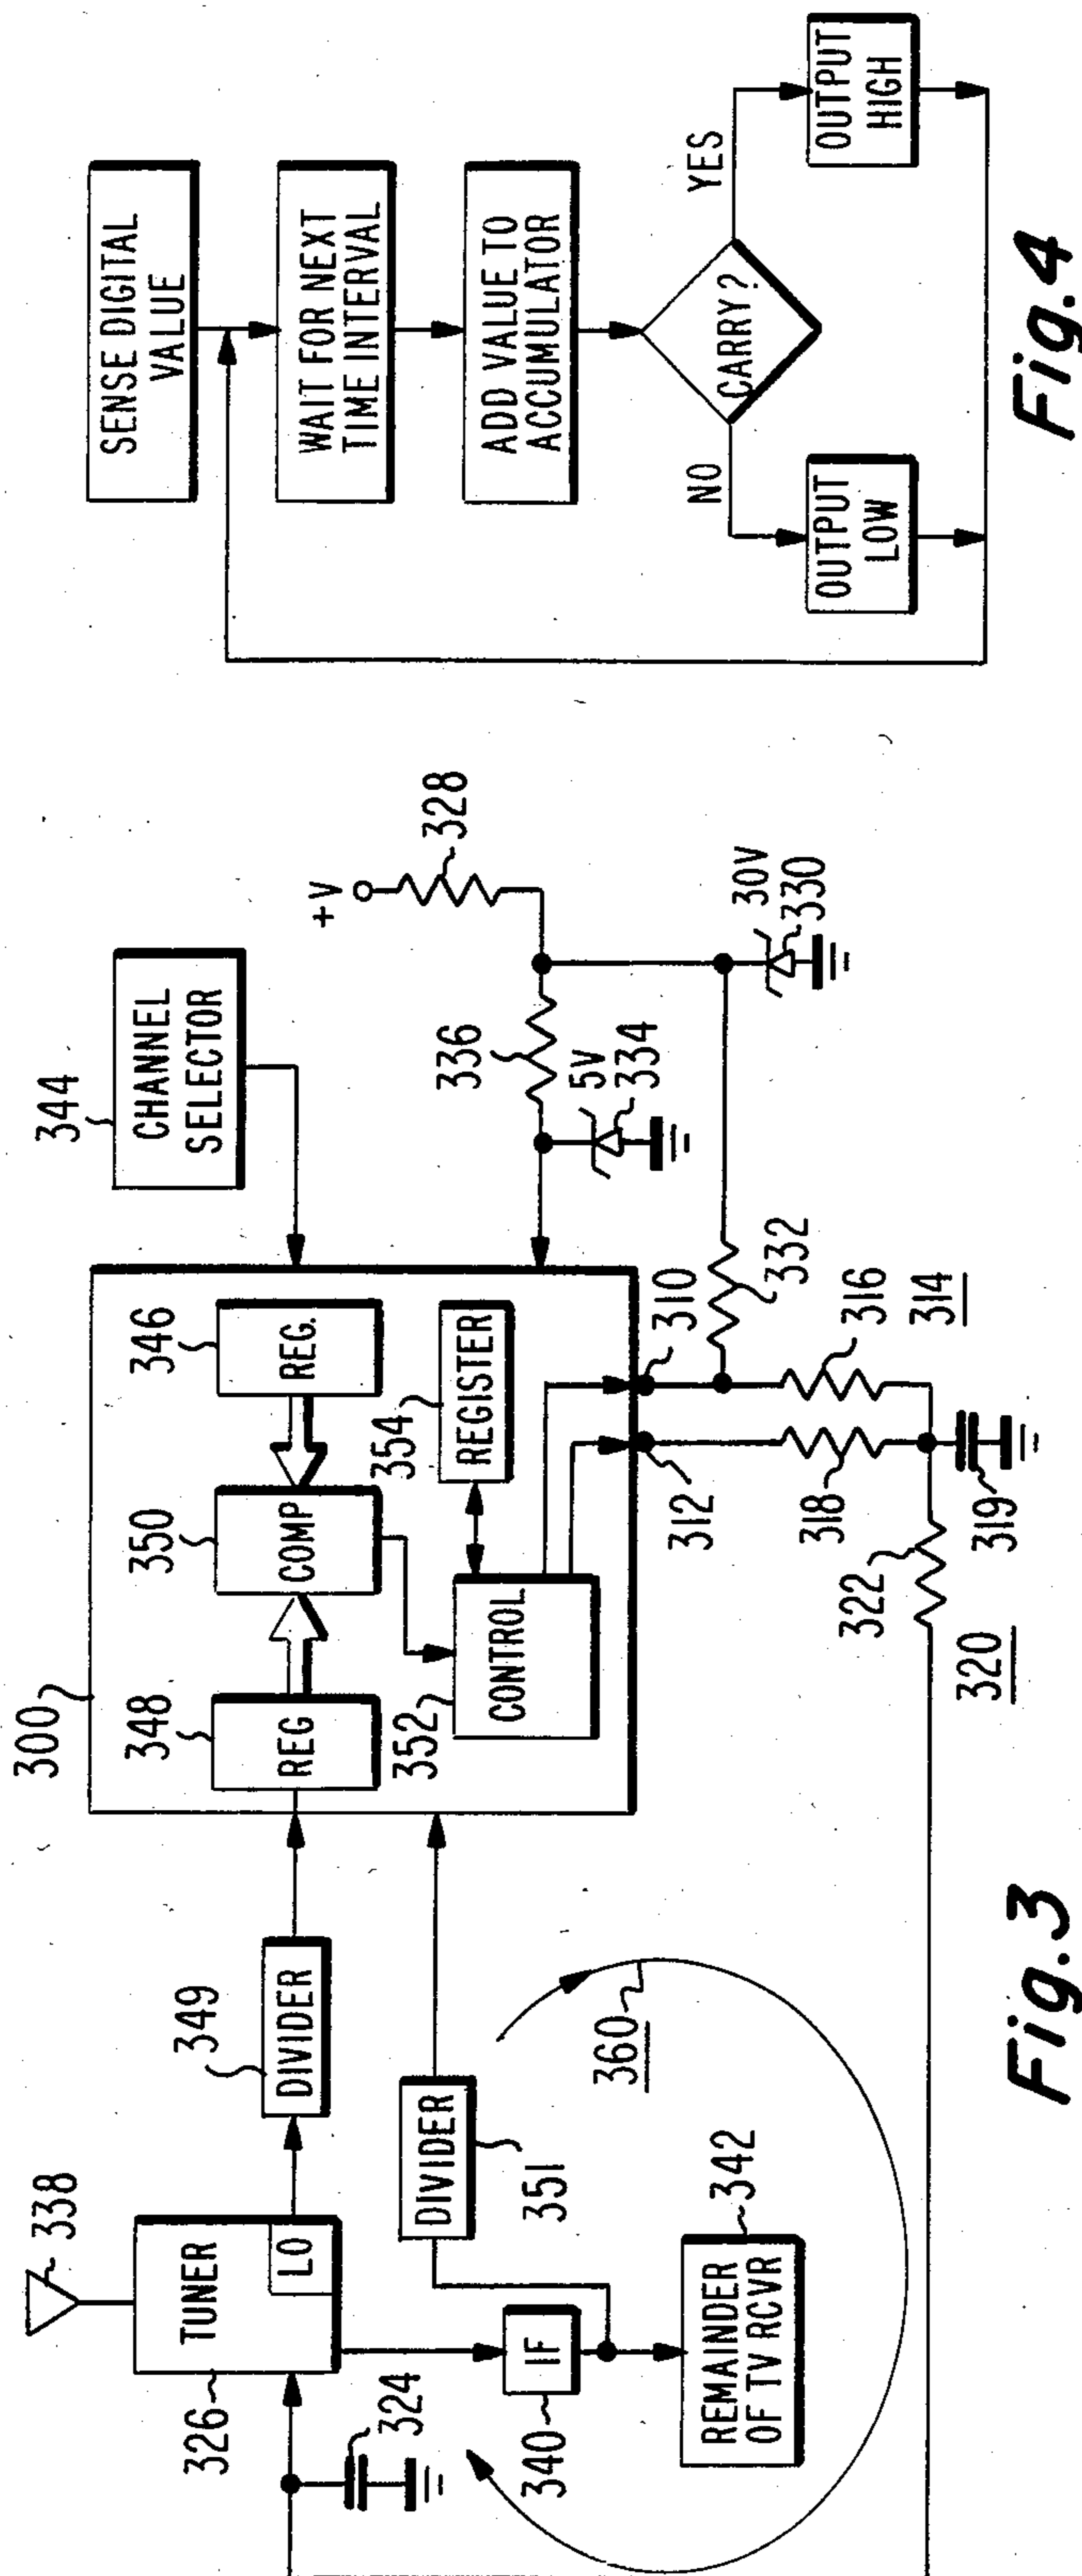 338
TUNER
LO
326
324
349
DIVIDER
IF
340
DIVIDER
351
REMAINDER
OF TV RCVR
342
360
300
348
REG
350
COMP
346
REG.
352
CONTROL
354
REGISTER
344
CHANNEL
SELECTOR
+V
328
336
5V
334
30V
330
310
312
332
316
314
318
319
322
320
Fig.3
SENSE DIGITAL
VALUE
WAIT FOR NEXT
TIME INTERVAL
ADD VALUE TO
ACCUMULATOR
CARRY?
NO
YES
OUTPUT
LOW
OUTPUT
HIGH
Fig.4